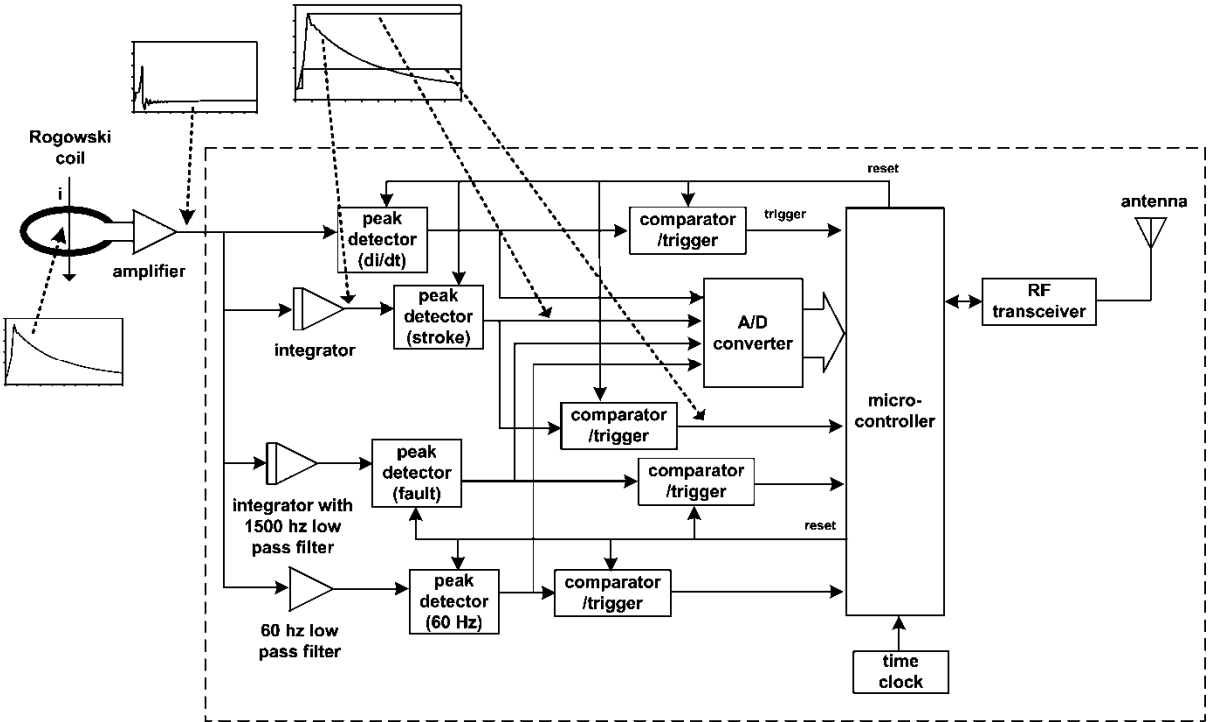 Rogowski
coil
i
amplifier
reset
antenna
peak
detector
(di/dt)
comparator
/trigger
trigger
integrator
peak
detector
(stroke)
A/D
converter
RF
transceiver
micro-
controller
comparator
/trigger
integrator with
1500 hz low
pass filter
peak
detector
(fault)
comparator
/trigger
reset
60 hz low
pass filter
peak
detector
(60 Hz)
comparator
/trigger
time
clock